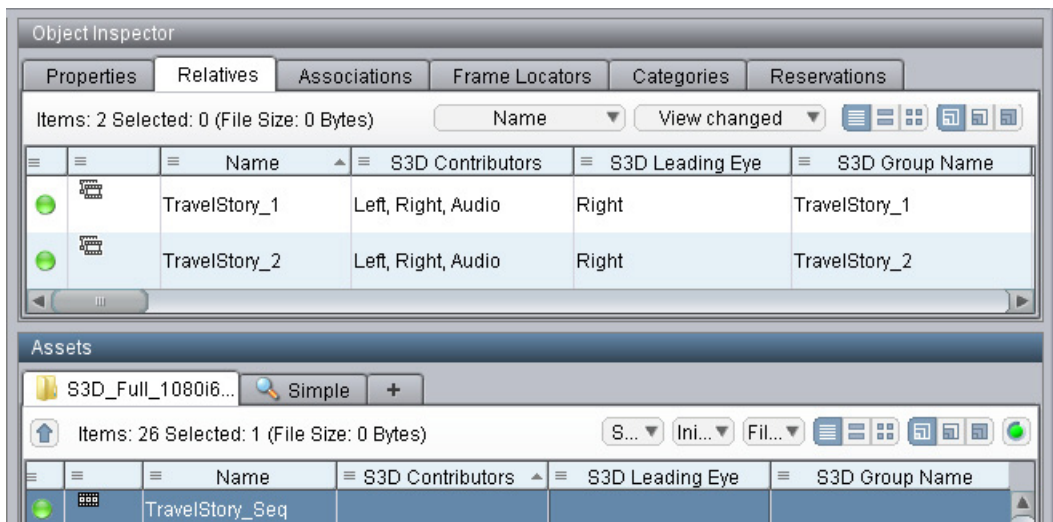 Object Inspector
Properties Relatives Associations Frame Locators Categories Reservations
Items: 2 Selected: 0 (File Size: 0 Bytes) Name View changed
Name S3D Contributors S3D Leading Eye S3D Group Name
TravelStory_1 Left, Right, Audio Right TravelStory_1
TravelStory_2 Left, Right, Audio Right TravelStory_2
Assets
S3D_Full_1080i6... Simple +
Items: 26 Selected: 1 (File Size: 0 Bytes) S... Ini... Fil...
Name S3D Contributors S3D Leading Eye S3D Group Name
TravelStory_Seq